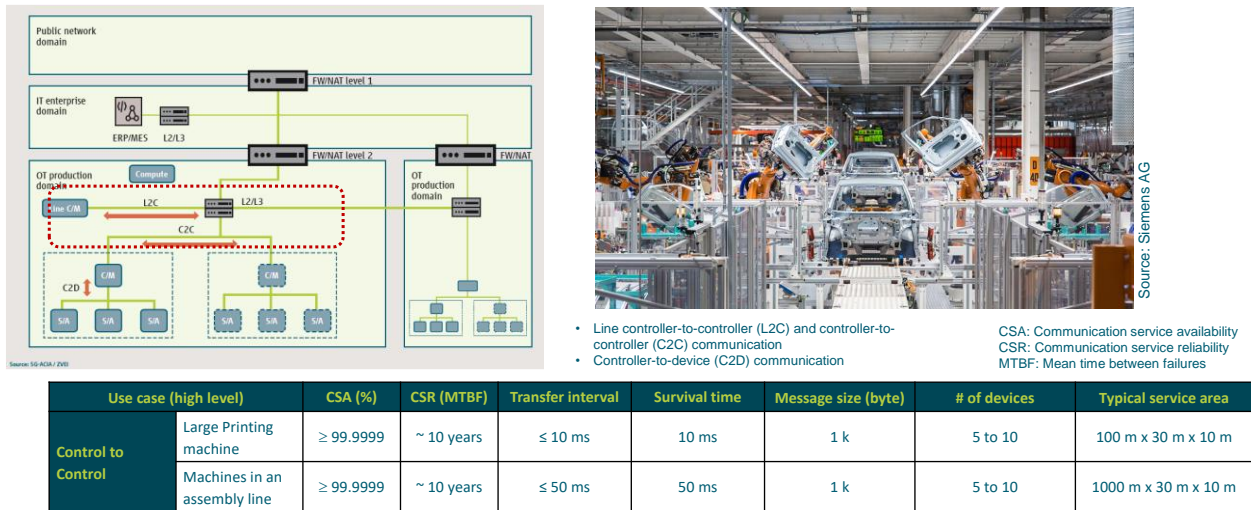 Public network
domain
FW/NAT level 1
IT enterprise
domain
ERP/MES
L2/L3
FW/NAT level 2
FW/NAT
OT production
domain
Compute
Line C/M
L2C
L2/L3
C2C
OT
production
domain
C/M
C/M
C2D
S/A
S/A
S/A
S/A
S/A
S/A
Source: 5G-ACIA / ZVEI
Source: Siemens AG
• Line controller-to-controller (L2C) and controller-to-
controller (C2C) communication
• Controller-to-device (C2D) communication
CSA: Communication service availability
CSR: Communication service reliability
MTBF: Mean time between failures
Use case (high level) CSA (%) CSR (MTBF) Transfer interval Survival time Message size (byte) # of devices Typical service area
Control to
Control
Large Printing
machine
≥ 99.9999 ~ 10 years ≤ 10 ms 10 ms 1 k 5 to 10 100 m x 30 m x 10 m
Machines in an
assembly line
≥ 99.9999 ~ 10 years ≤ 50 ms 50 ms 1 k 5 to 10 1000 m x 30 m x 10 m